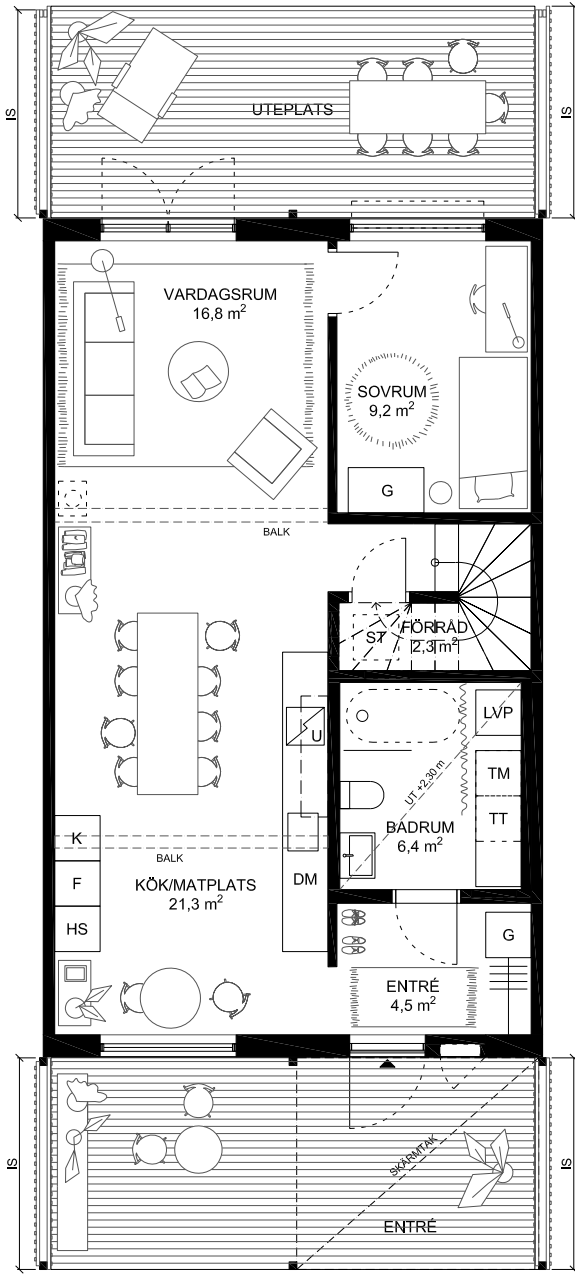 IS
IS
UTEPLATS
VARDAGSRUM
16,8 m²
SOVRUM
9,2 m²
G
BALK
ST
FÖRRÅD
2,3 m²
U
LVP
UT +2,30 m
TM
TT
BADRUM
6,4 m²
K
BALK
F
KÖK/MATPLATS
21,3 m²
DM
HS
G
ENTRÉ
4,5 m²
SKÄRMTAK
IS
IS
ENTRÉ